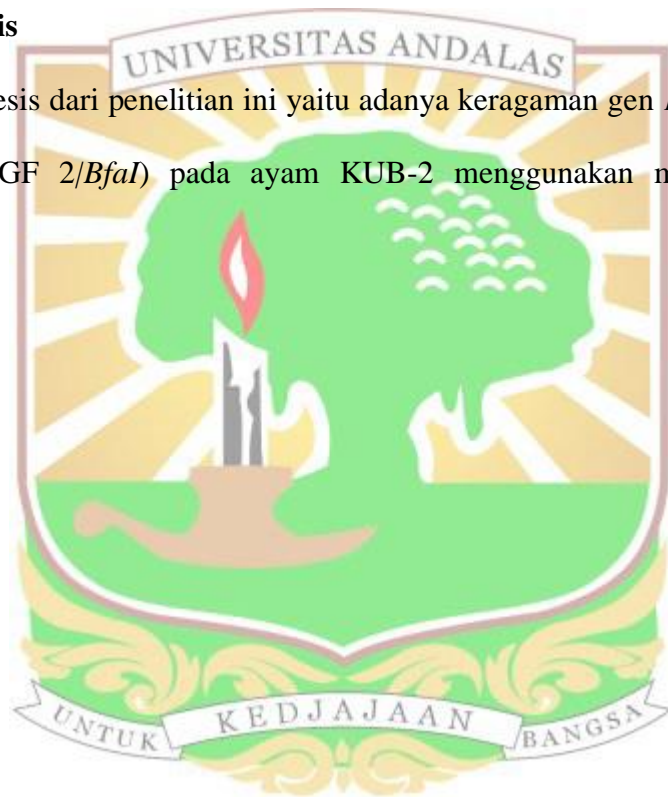 is
UNIVERSITAS ANDALAS
esis dari penelitian ini yaitu adanya keragaman gen
GF 2/BfaI) pada ayam KUB-2 menggunakan
UNTUK KEDJAJAAN BANGSA